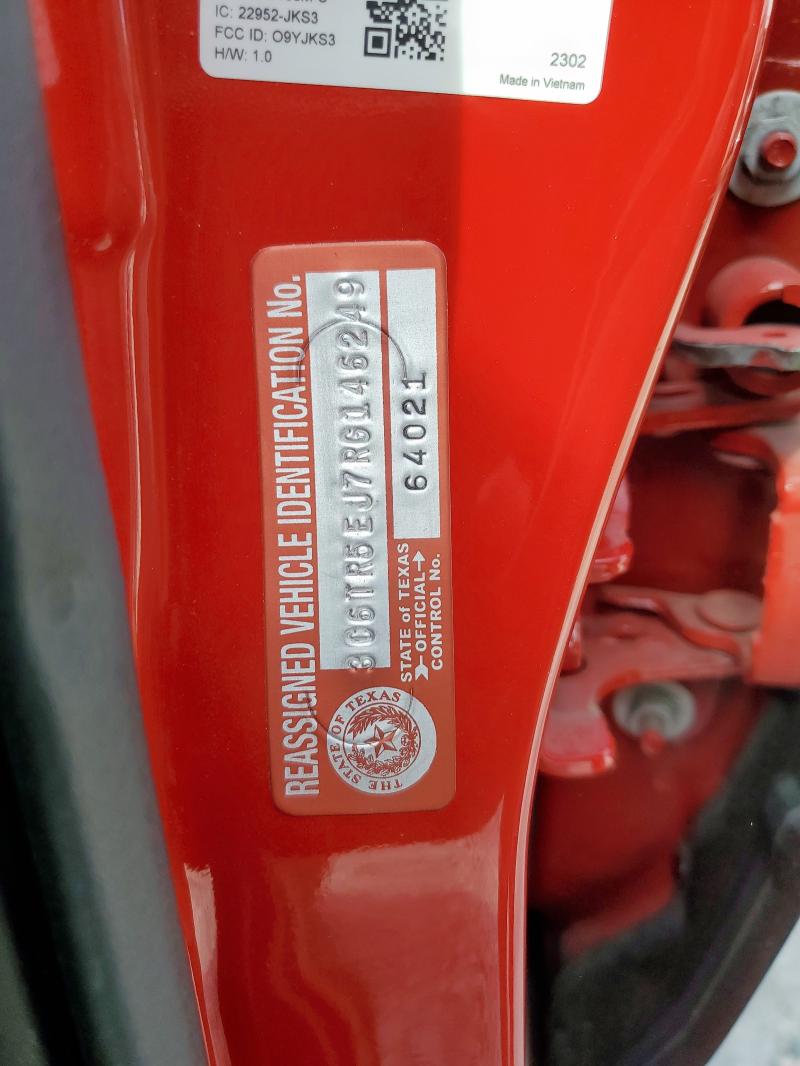 IC: 22952-JKS3
FCC ID: O9YJKS3
H/W: 1.0
2302
Made in Vietnam
REASSIGNED VEHICLE IDENTIFICATION No.
3C6TR5EJ7RG146249
THE STATE OF TEXAS
STATE of TEXAS
OFFICIAL
CONTROL No.
64021